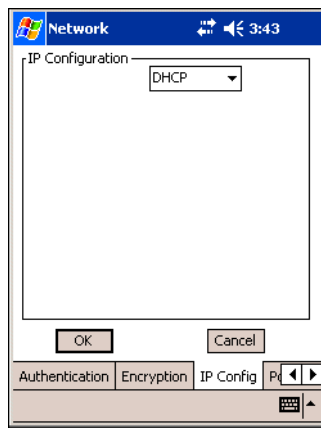 Network 3:43
IP Configuration
DHCP
OK Cancel
Authentication Encryption IP Config